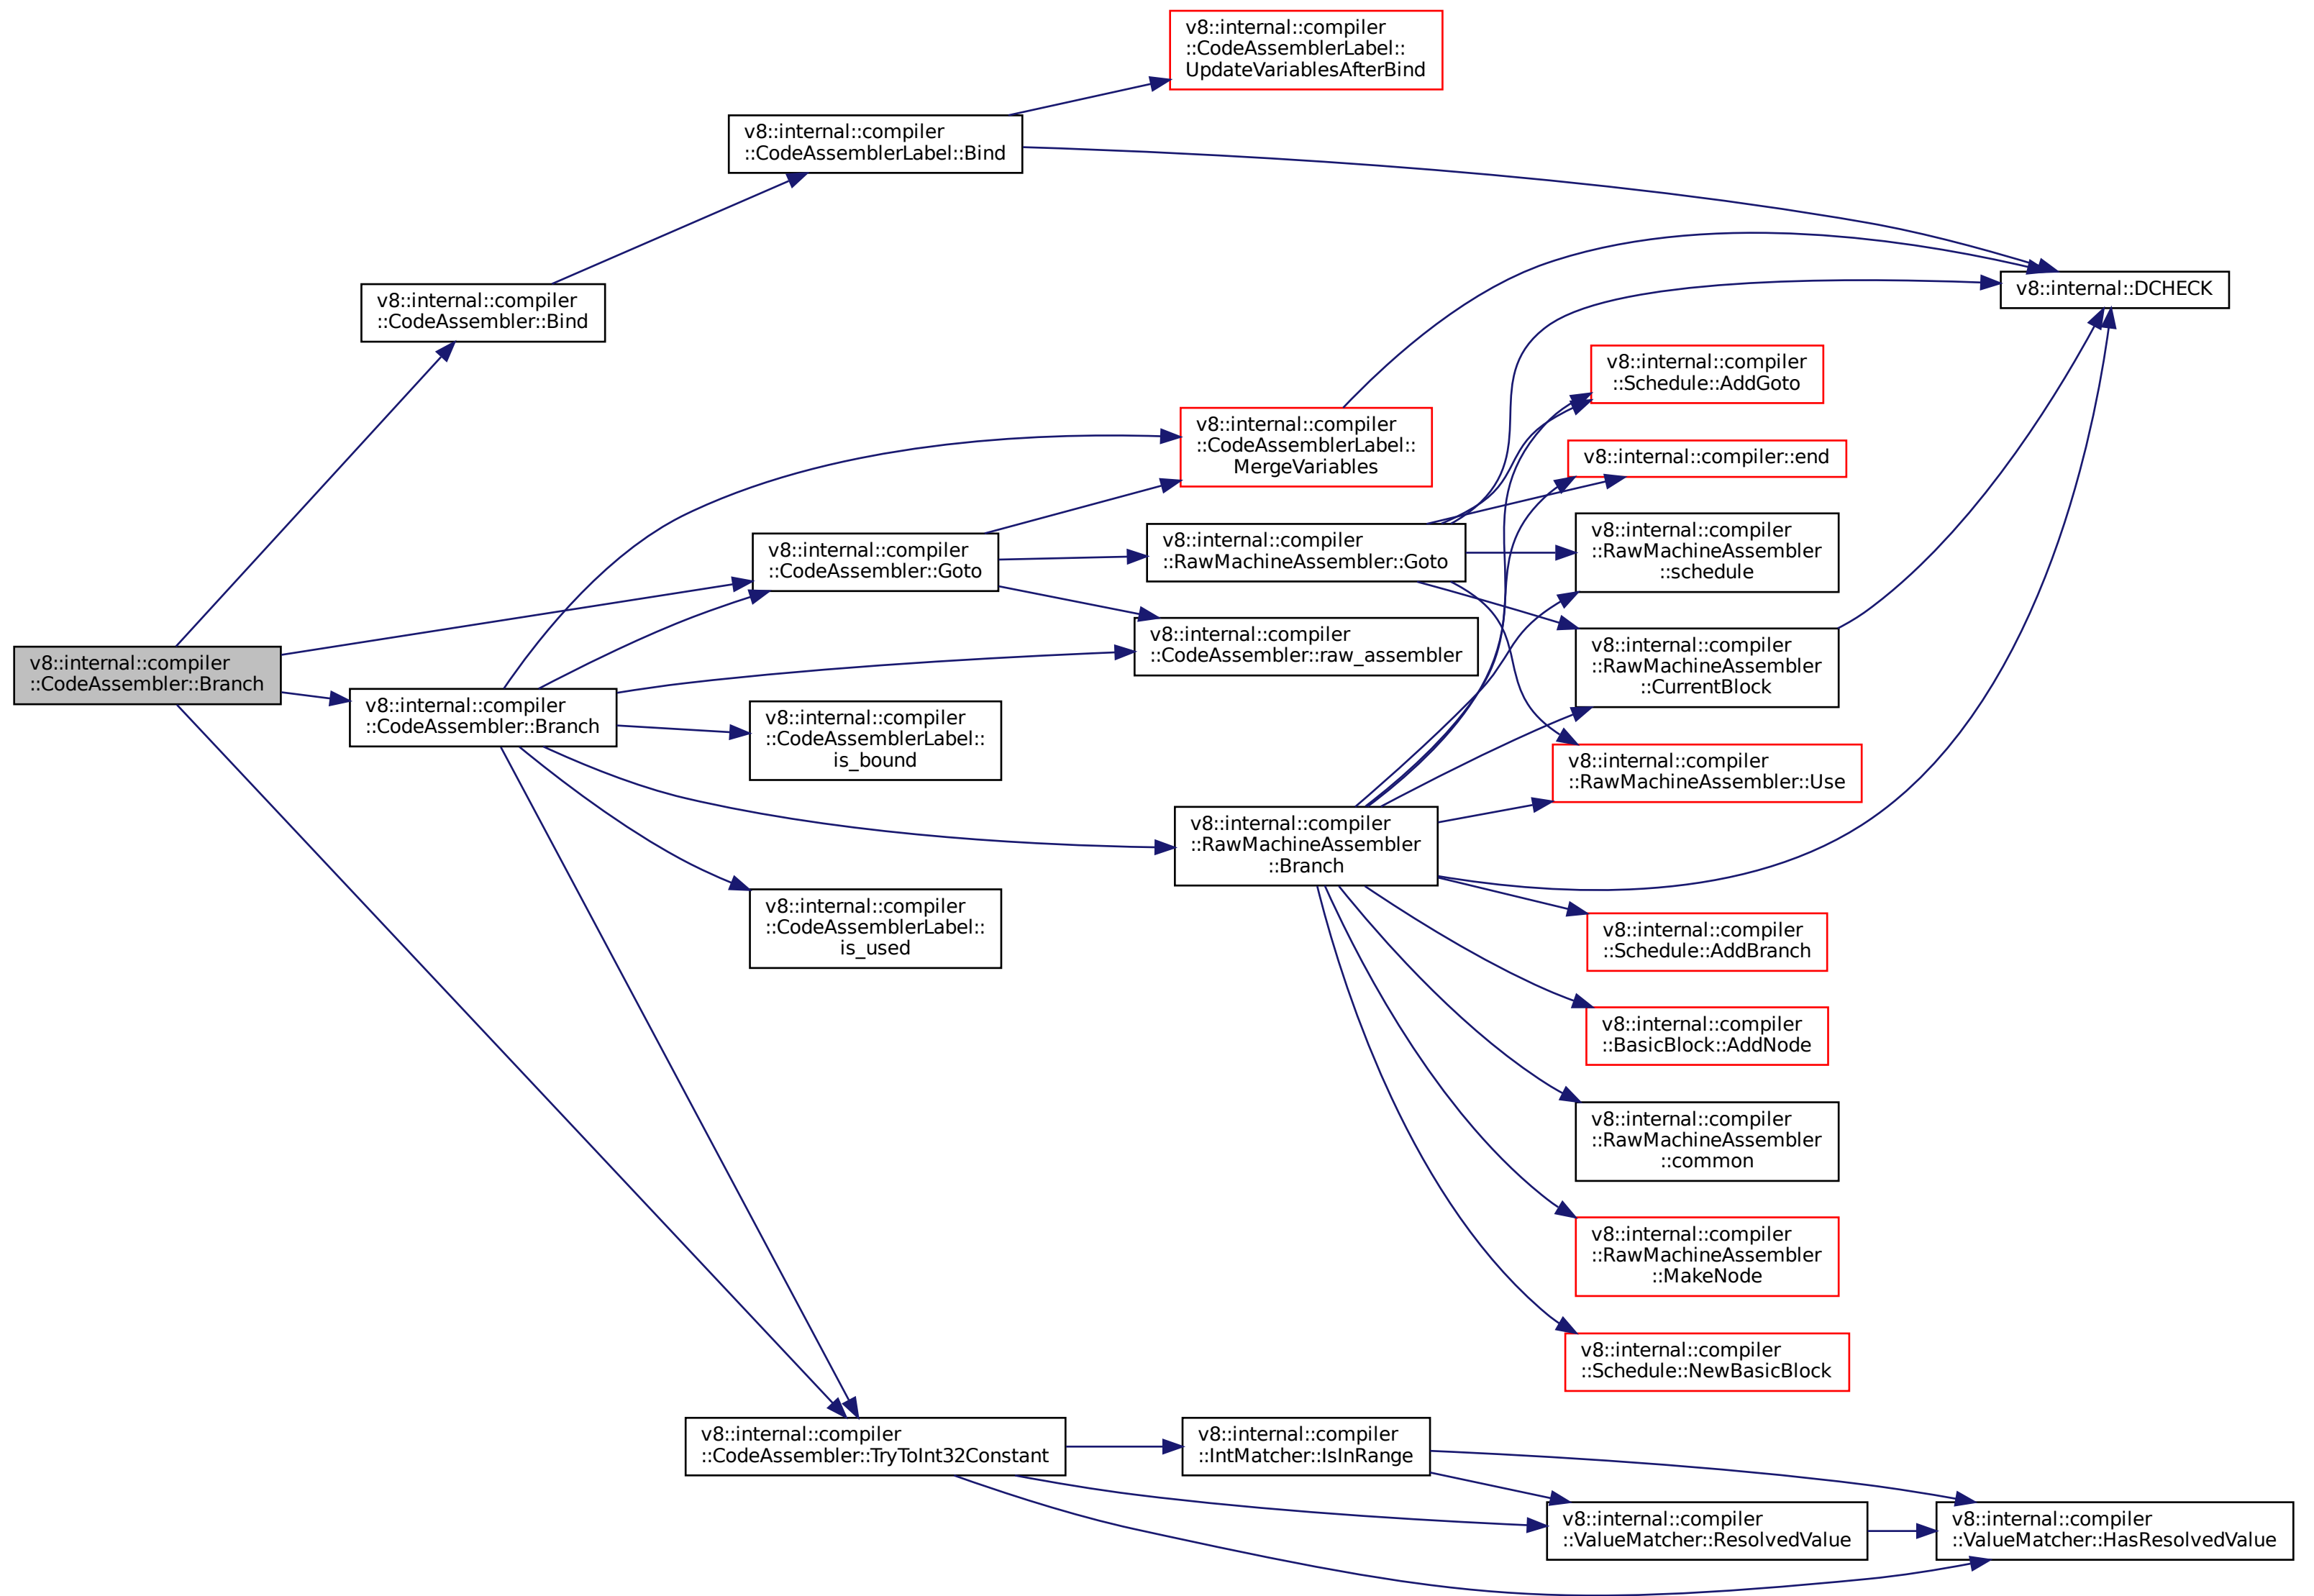 v8::internal::compiler
::CodeAssemblerLabel::
UpdateVariablesAfterBind
v8::internal::compiler
::CodeAssemblerLabel::Bind
v8::internal::compiler
::CodeAssembler::Bind
v8::internal::DCHECK
v8::internal::compiler
::Schedule::AddGoto
v8::internal::compiler
::CodeAssemblerLabel::
MergeVariables
v8::internal::compiler::end
v8::internal::compiler
::CodeAssembler::Goto
v8::internal::compiler
::RawMachineAssembler::Goto
v8::internal::compiler
::RawMachineAssembler
::schedule
v8::internal::compiler
::CodeAssembler::raw_assembler
v8::internal::compiler
::RawMachineAssembler
::CurrentBlock
v8::internal::compiler
::CodeAssembler::Branch
v8::internal::compiler
::CodeAssembler::Branch
v8::internal::compiler
::CodeAssemblerLabel::
is_bound
v8::internal::compiler
::RawMachineAssembler::Use
v8::internal::compiler
::RawMachineAssembler
::Branch
v8::internal::compiler
::CodeAssemblerLabel::
is_used
v8::internal::compiler
::Schedule::AddBranch
v8::internal::compiler
::BasicBlock::AddNode
v8::internal::compiler
::RawMachineAssembler
::common
v8::internal::compiler
::RawMachineAssembler
::MakeNode
v8::internal::compiler
::Schedule::NewBasicBlock
v8::internal::compiler
::CodeAssembler::TryToInt32Constant
v8::internal::compiler
::IntMatcher::IsInRange
v8::internal::compiler
::ValueMatcher::ResolvedValue
v8::internal::compiler
::ValueMatcher::HasResolvedValue